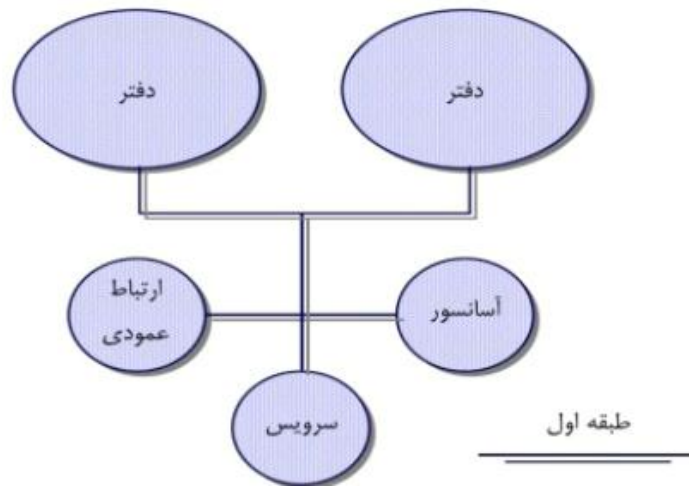 دفتر
دفتر
ارتباط
عمودی
آسانسور
سرویس
طبقه اول